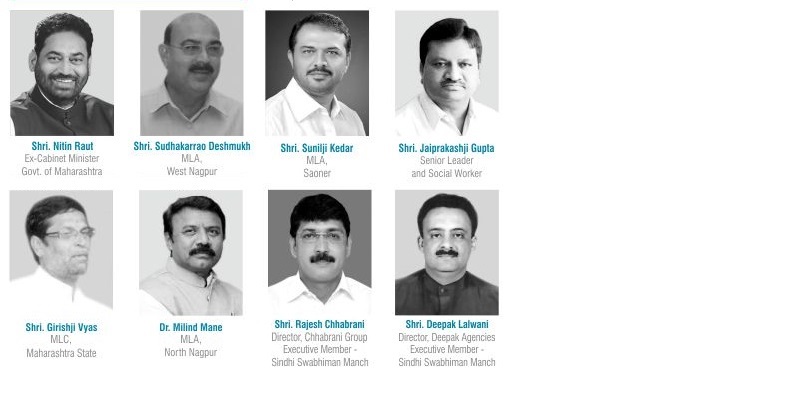 Shri. Nitin Raut
Ex-Cabinet Minister
Govt. of Maharashtra
Shri. Sudhakarrao Deshmukh
MLA,
West Nagpur
Shri. Sunilji Kedar
MLA,
Saoner
Shri. Jaiprakashji Gupta
Senior Leader
and Social Worker
Shri. Girishji Vyas
MLC,
Maharashtra State
Dr. Milind Mane
MLA,
North Nagpur
Shri. Rajesh Chhabrani
Director, Chhabrani Group
Executive Member -
Sindhi Swabhiman Manch
Shri. Deepak Lalwani
Director, Deepak Agencies
Executive Member -
Sindhi Swabhiman Manch